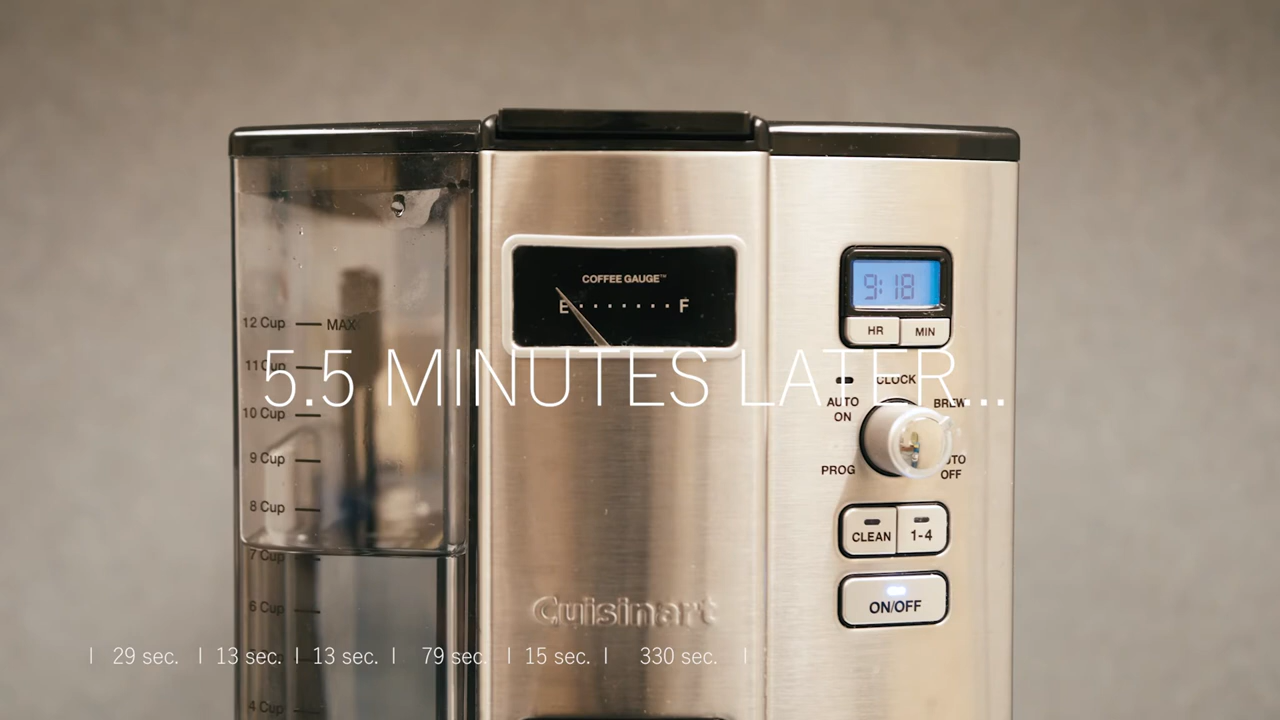 COFFEE GAUGE™
E F
9:18
HR MIN
12 Cup MAX
11 Cup
10 Cup
9 Cup
8 Cup
7 Cup
6 Cup
4 Cup
5.5 MINUTES LATER...
CLOCK
AUTO ON
BREW
PROG
AUTO OFF
CLEAN 1-4
ON/OFF
Cuisinart
| 29 sec. | 13 sec. | 13 sec. | 79 sec. | 15 sec. | 330 sec. |